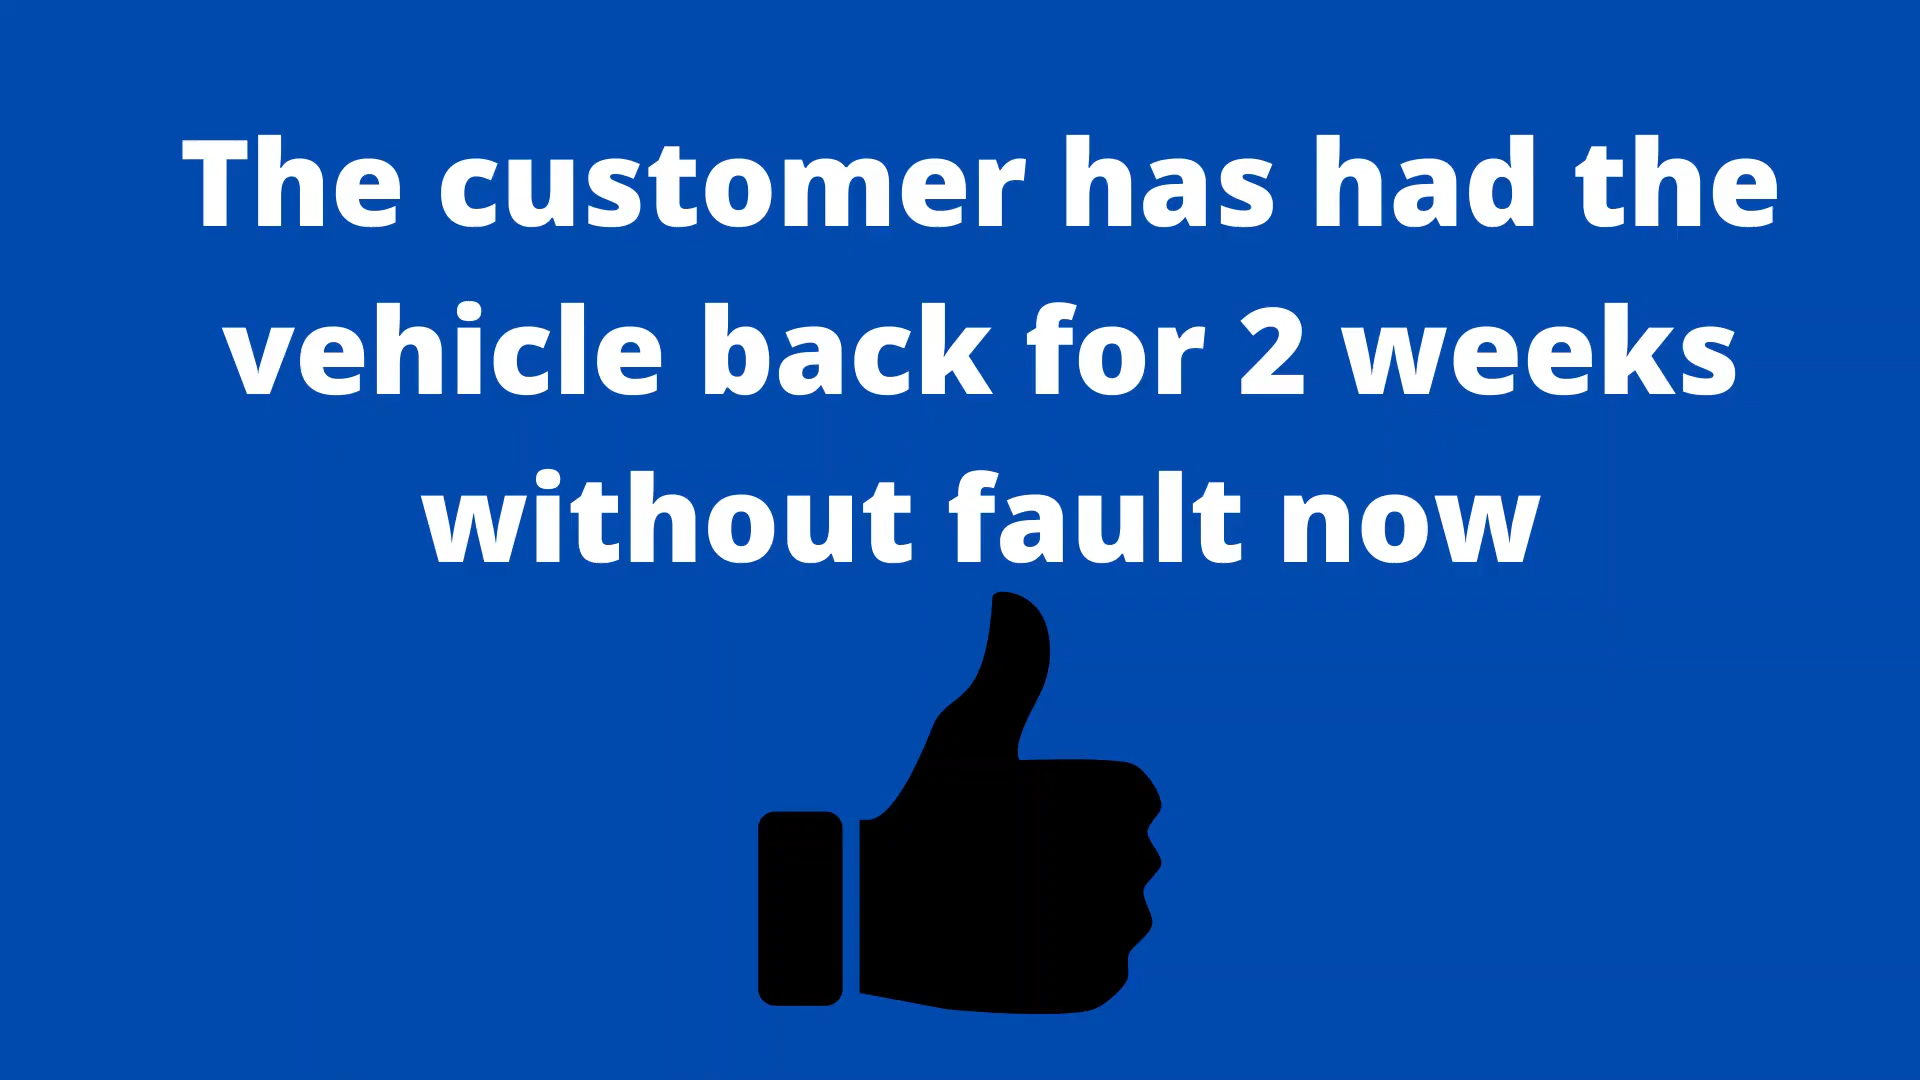 The customer has had the
vehicle back for 2 weeks
without fault now